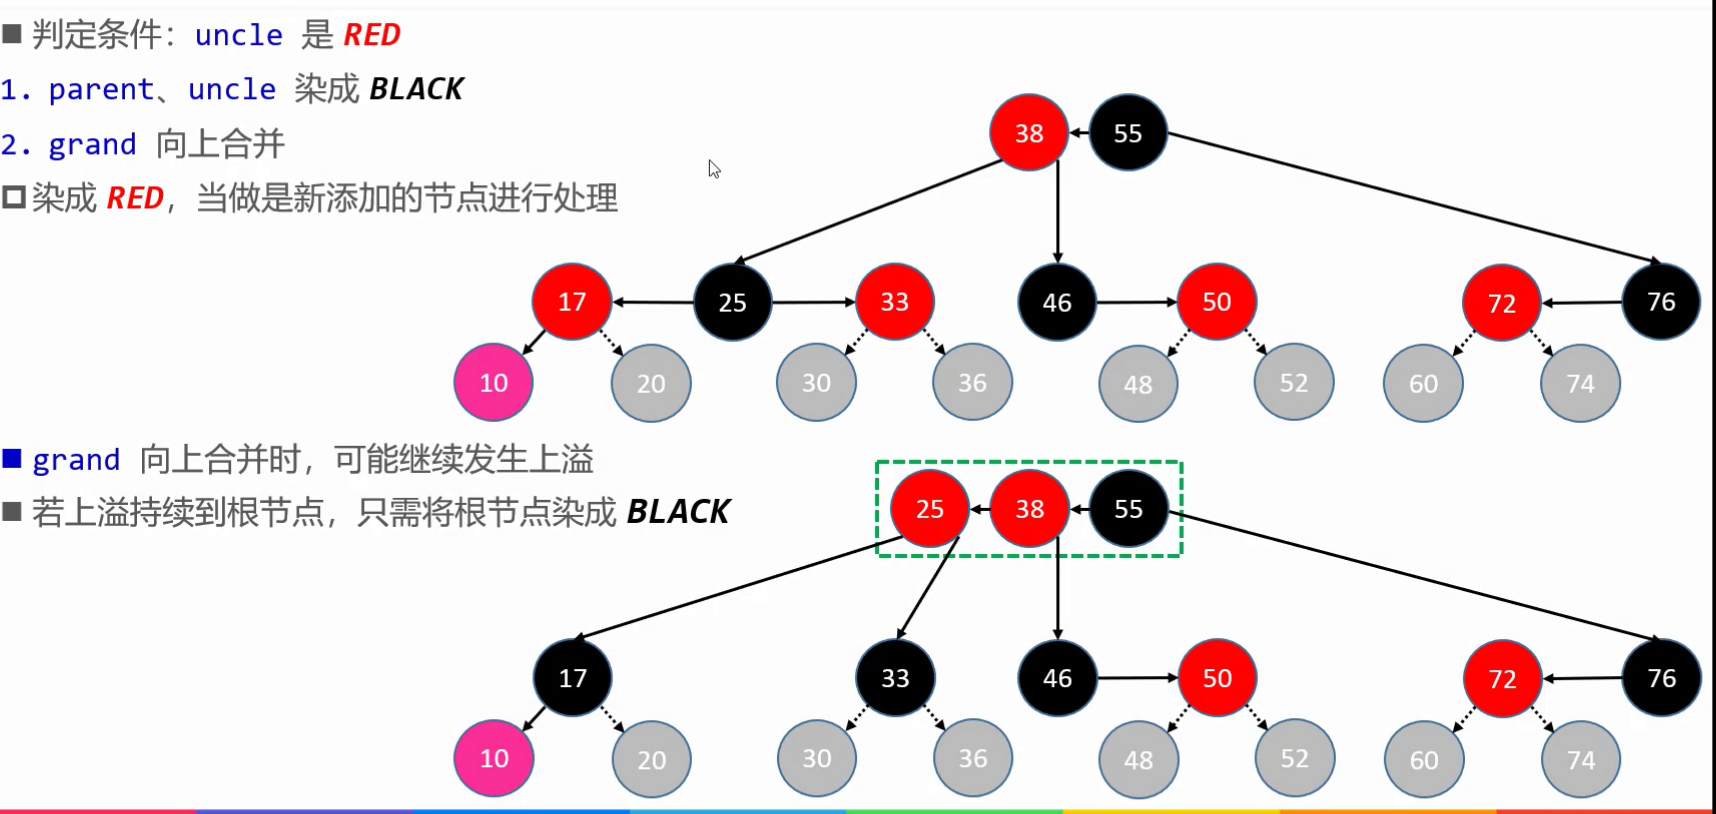 ■ 判定条件：uncle 是 RED
1. parent、uncle 染成 BLACK
2. grand 向上合并
□ 染成 RED，当做是新添加的节点进行处理
38 55
17 25 33 46 50 72 76
10 20 30 36 48 52 60 74
■ grand 向上合并时，可能继续发生上溢
■ 若上溢持续到根节点，只需将根节点染成 BLACK
25 38 55
17 33 46 50 72 76
10 20 30 36 48 52 60 74